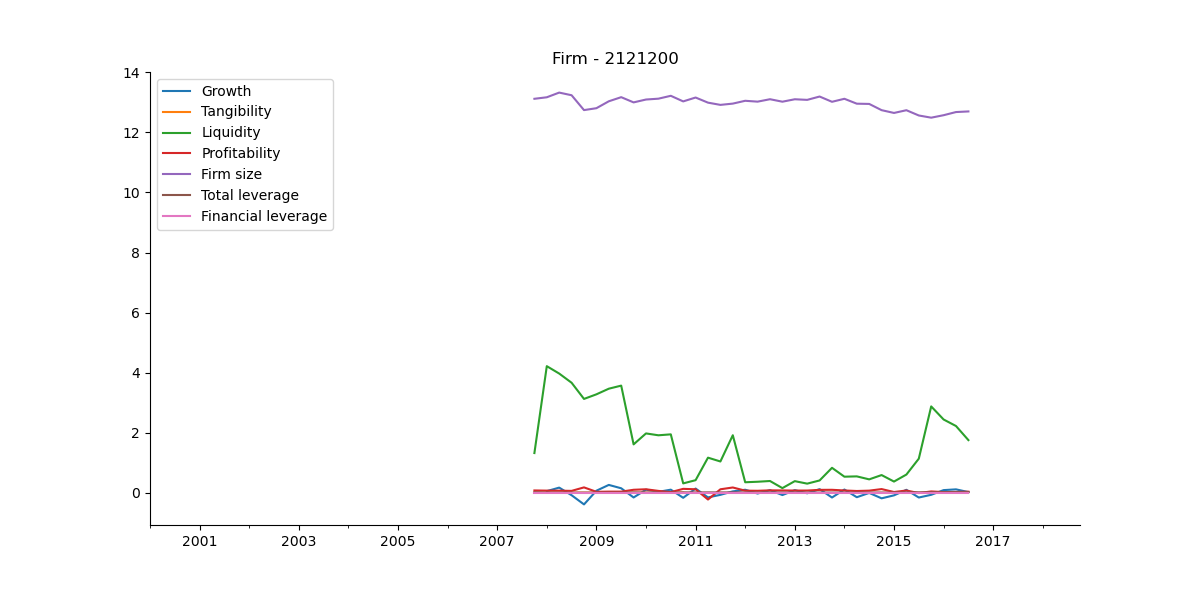 Firm - 2121200
14
12
10
8
6
4
2
0
Growth
Tangibility
Liquidity
Profitability
Firm size
Total leverage
Financial leverage
2001 2003 2005 2007 2009 2011 2013 2015 2017